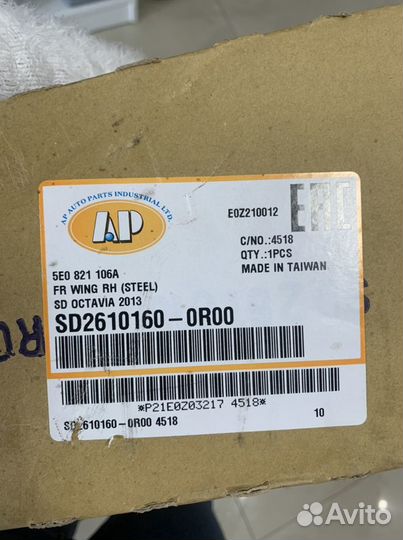 AP AUTO PARTS INDUSTRIAL LTD.
AP
E0Z210012
EAC
C/NO.:4518
QTY.:1PCS
MADE IN TAIWAN
5E0 821 106A
FR WING RH (STEEL)
SD OCTAVIA 2013
SD2610160-0R00
*P21E0Z03217 4518*
SD2610160-0R00 4518
10
Avito